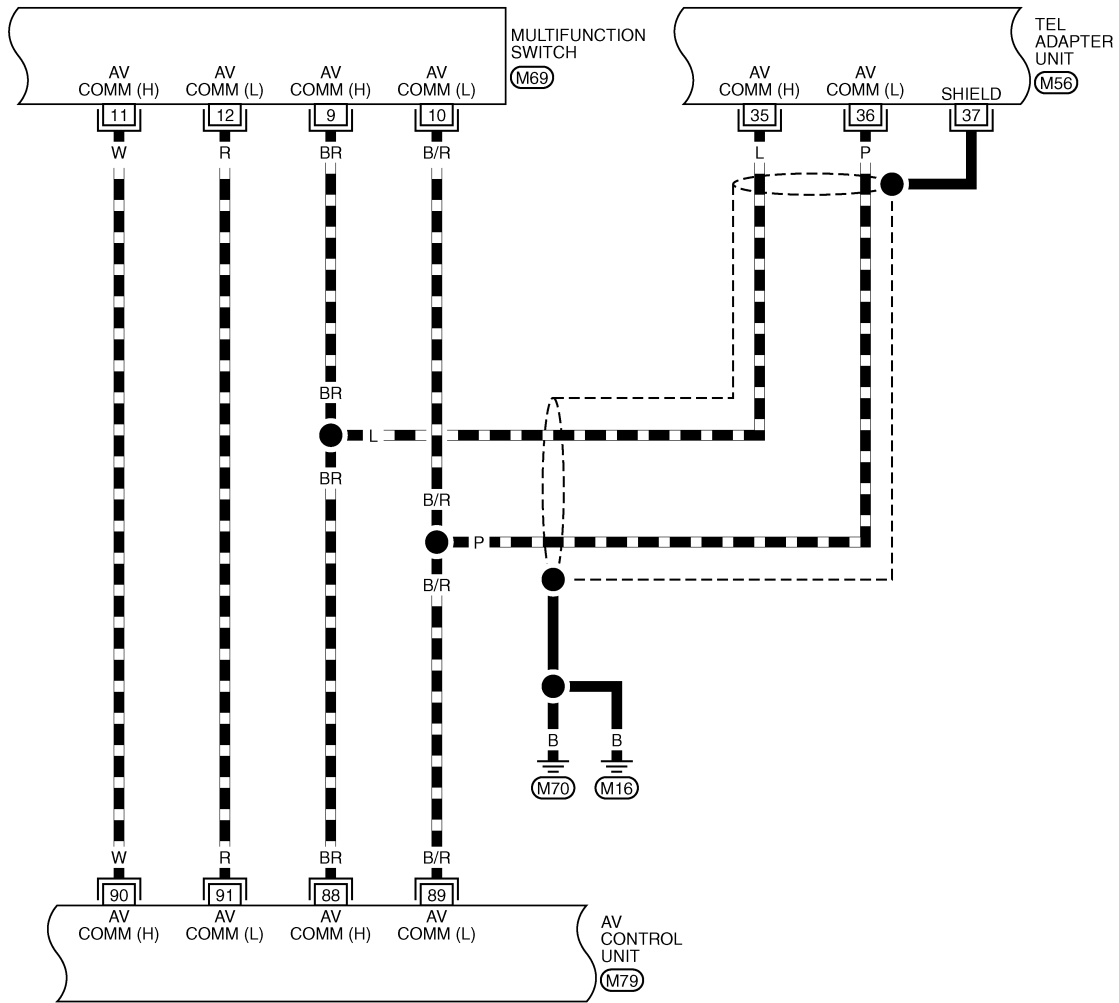 MULTIFUNCTION
SWITCH
M69
AV
COMM (H)
AV
COMM (L)
AV
COMM (H)
AV
COMM (L)
11
12
9
10
W
R
BR
B/R
TEL
ADAPTER
UNIT
M56
AV
COMM (H)
AV
COMM (L)
SHIELD
35
36
37
L
P
BR
L
BR
B/R
P
B/R
B
B
M70
M16
W
R
BR
B/R
90
91
88
89
AV
COMM (H)
AV
COMM (L)
AV
COMM (H)
AV
COMM (L)
AV
CONTROL
UNIT
M79